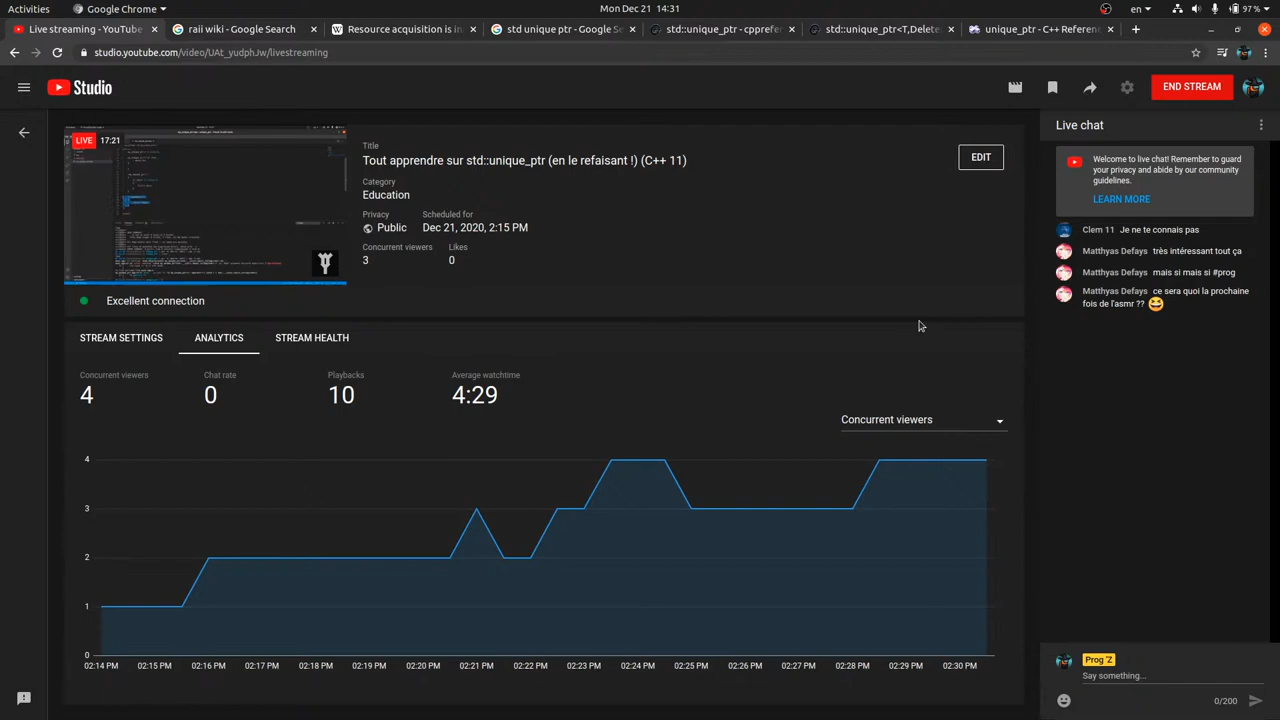 Activities
Google Chrome
Mon Dec 21  14:31
en
97 %
Live streaming - YouTube
raii wiki - Google Search
Resource acquisition is in
std unique ptr - Google Se
std::unique_ptr - cpprefere
std::unique_ptr<T,Delete
unique_ptr - C++ Referenc
studio.youtube.com/video/UAt_yudphJw/livestreaming
Studio
END STREAM
LIVE 17:21
Title
Tout apprendre sur std::unique_ptr (en le refaisant !) (C++ 11)
EDIT
Category
Education
Privacy
Scheduled for
Public
Dec 21, 2020, 2:15 PM
Concurrent viewers
Likes
3
0
Excellent connection
STREAM SETTINGS
ANALYTICS
STREAM HEALTH
Concurrent viewers
Chat rate
Playbacks
Average watchtime
4
0
10
4:29
Concurrent viewers
4
3
2
1
0
02:14 PM 02:15 PM 02:16 PM 02:17 PM 02:18 PM 02:19 PM 02:20 PM 02:21 PM 02:22 PM 02:23 PM 02:24 PM 02:25 PM 02:26 PM 02:27 PM 02:28 PM 02:29 PM 02:30 PM
Live chat
Welcome to live chat! Remember to guard
your privacy and abide by our community
guidelines.
LEARN MORE
Clem 11 Je ne te connais pas
Matthyas Defays très intéressant tout ça
Matthyas Defays mais si mais si #prog
Matthyas Defays ce sera quoi la prochaine
fois de l'asmr ?? 😆
Prog 'Z
Say something...
0/200